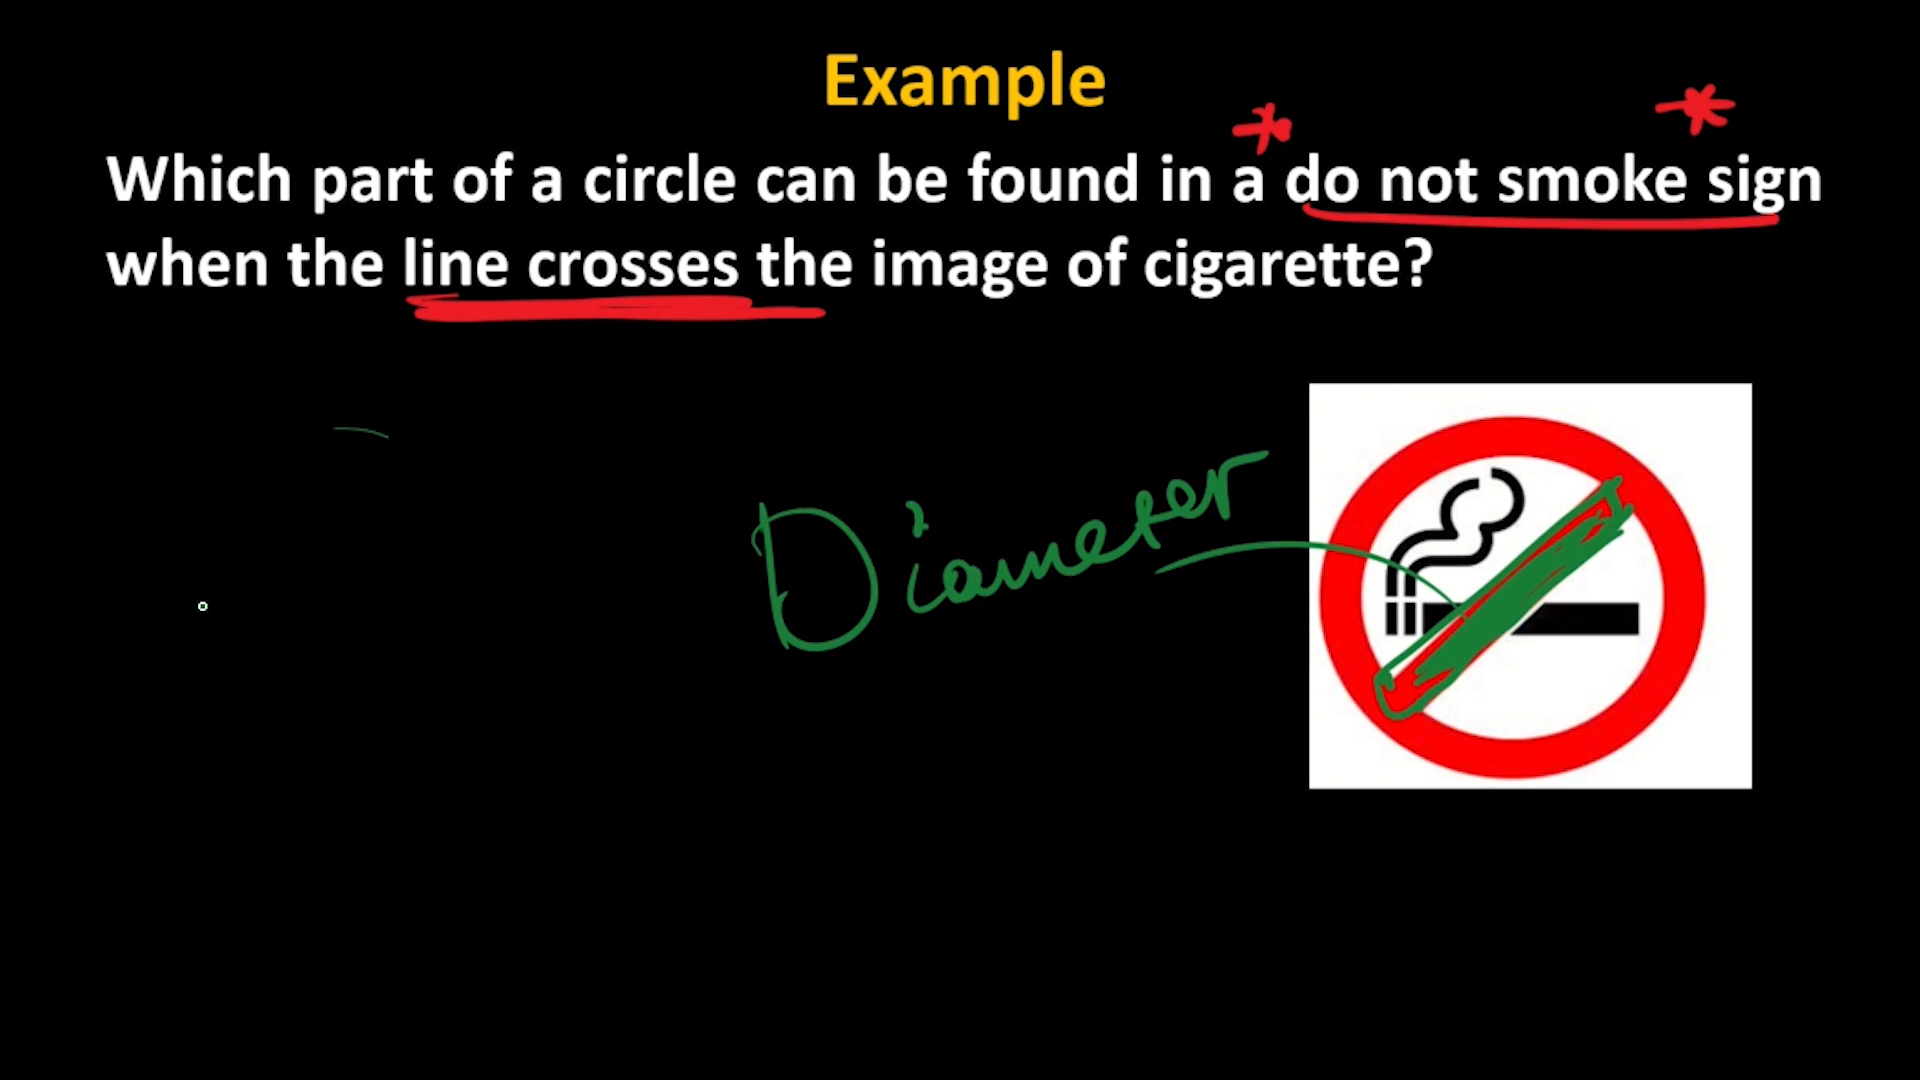 Example
Which part of a circle can be found in a do not smoke sign
when the line crosses the image of cigarette?
Diameter